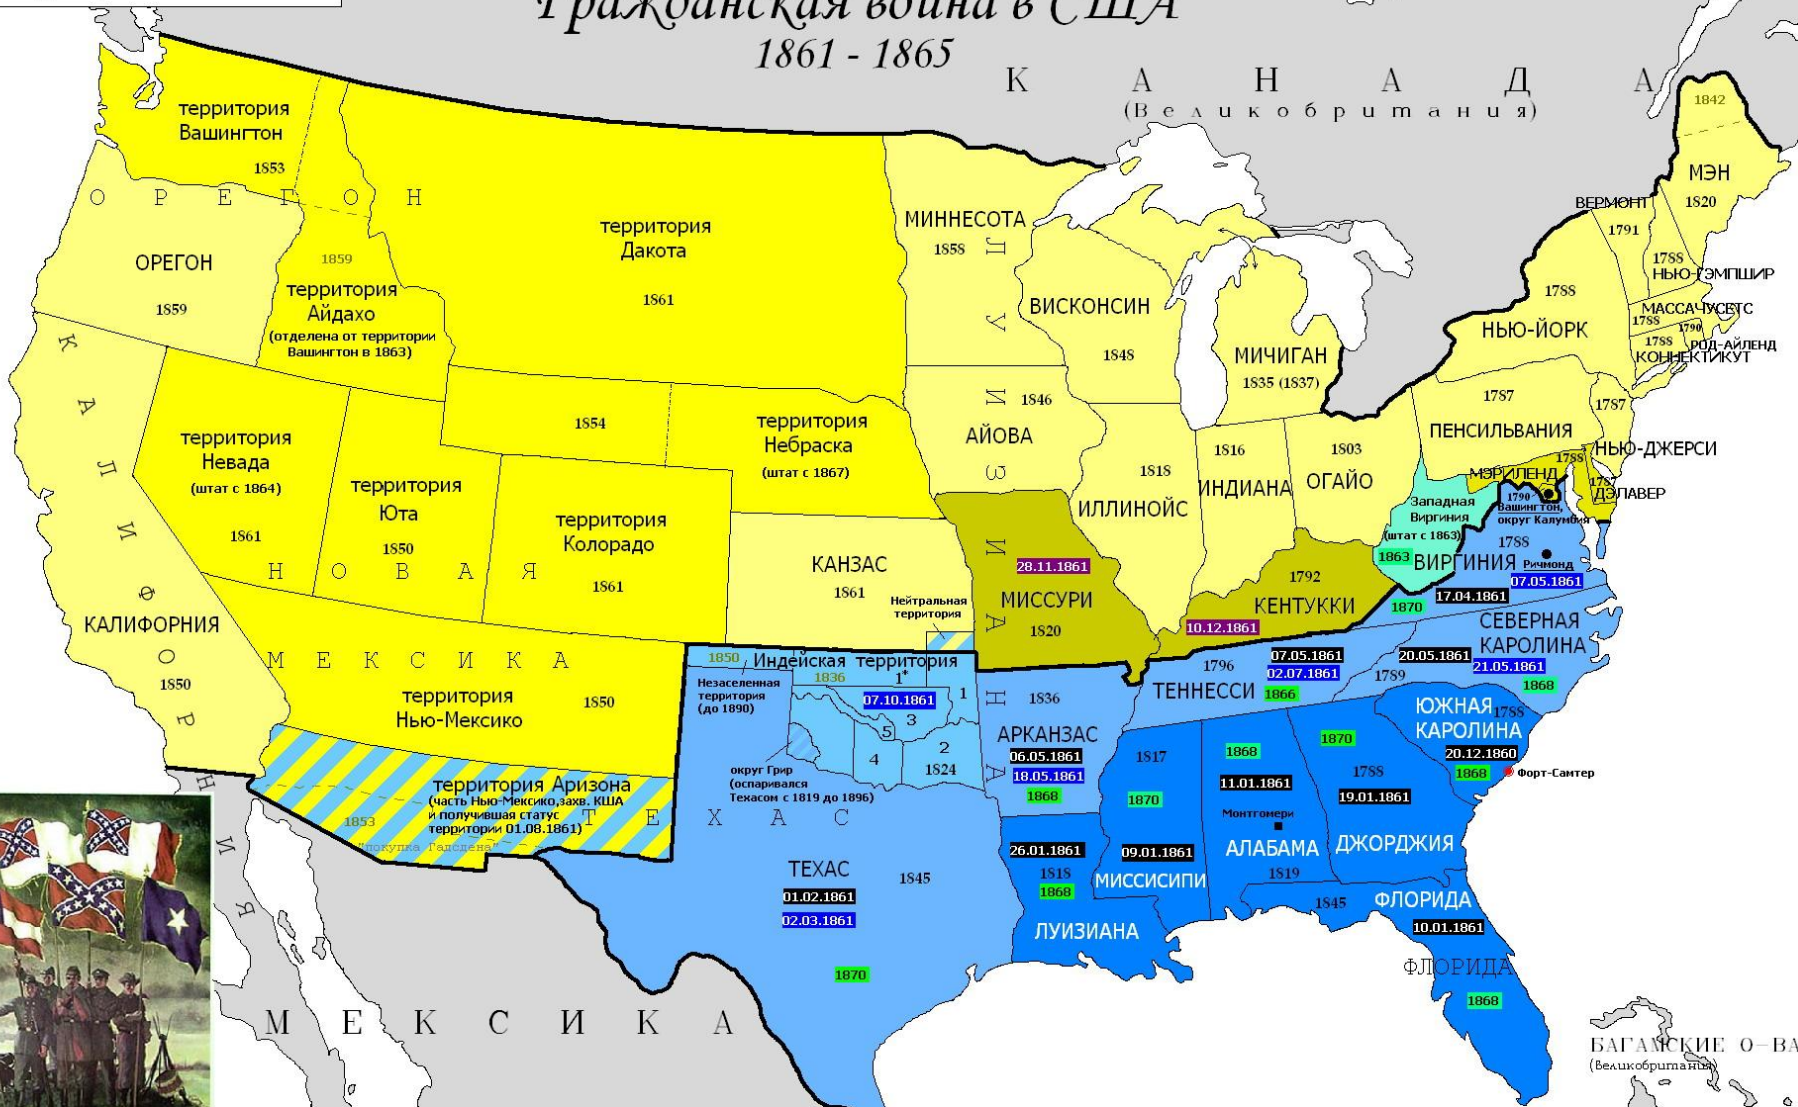 Гражданская война в США
1861 - 1865
К А Н А Д А
(Великобритания)
территория
Вашингтон
1853
О Р Е Г О Н
ОРЕГОН
1859
1859
территория
Айдахо
(отделена от территории
Вашингтон в 1863)
территория
Дакота
1861
МИННЕСОТА
1858
ВИСКОНСИН
1848
МИЧИГАН
1835 (1837)
1842
МЭН
1820
ВЕРМОНТ
1791
1788
НЬЮ-ГЭМПШИР
1788
НЬЮ-ЙОРК
МАССАЧУСЕТС
1788
1790
РОД-АЙЛЕНД
1788
КОННЕКТИКУТ
1787
ПЕНСИЛЬВАНИЯ
1787
НЬЮ-ДЖЕРСИ
1788
МЭРИЛЕНД
1787
ДЭЛАВЕР
1790
Вашингтон,
округ Калумбия
К А Л И Ф О Р Н И Я
территория
Невада
(штат с 1864)
1861
территория
Юта
1850
1854
территория
Небраска
(штат с 1867)
территория
Колорадо
1861
1846
АЙОВА
1818
ИЛЛИНОЙС
1816
ИНДИАНА
1803
ОГАЙО
Западная
Виргиния
(штат с 1863)
1863
1788
ВИРГИНИЯ
Ричмонд
07.05.1861
17.04.1861
1870
Л У И З И А Н А
КАНЗАС
1861
Нейтральная
территория
28.11.1861
МИССУРИ
1820
1792
КЕНТУККИ
10.12.1861
КАЛИФОРНИЯ
1850
Н О В А Я
М Е К С И К А
территория
Нью-Мексико
1850
1850
Индейская территория
1836
1*
Незаселенная
территория
(до 1890)
07.10.1861
1
3
5
4
2
1824
округ Грир
(оспаривался
Техасом с 1819 до 1896)
1836
АРКАНЗАС
06.05.1861
18.05.1861
1868
1796
ТЕННЕССИ
07.05.1861
02.07.1861
1866
СЕВЕРНАЯ
КАРОЛИНА
20.05.1861
21.05.1861
1789
1868
ЮЖНАЯ
КАРОЛИНА
1788
20.12.1860
1868
Форт-Самтер
территория Аризона
(часть Нью-Мексико,захв. КША
и получившая статус
территории 01.08.1861)
1853
"покупка Гадсдена"
Т Е Х А С
ТЕХАС
1845
01.02.1861
02.03.1861
1870
26.01.1861
1818
1868
ЛУИЗИАНА
1817
1870
09.01.1861
МИССИСИПИ
1868
11.01.1861
Монтгомери
АЛАБАМА
1819
1870
1788
19.01.1861
ДЖОРДЖИЯ
1845
ФЛОРИДА
10.01.1861
ФЛОРИДА
1868
М Е К С И К А
БАГАМСКИЕ О-ВА
(Великобритания)